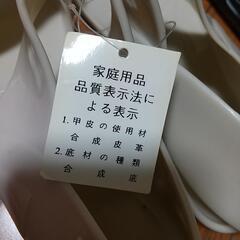 家庭用品
品質表示法に
よる表示
1. 甲皮の使用材
合成皮革
2. 底材の種類
合成底